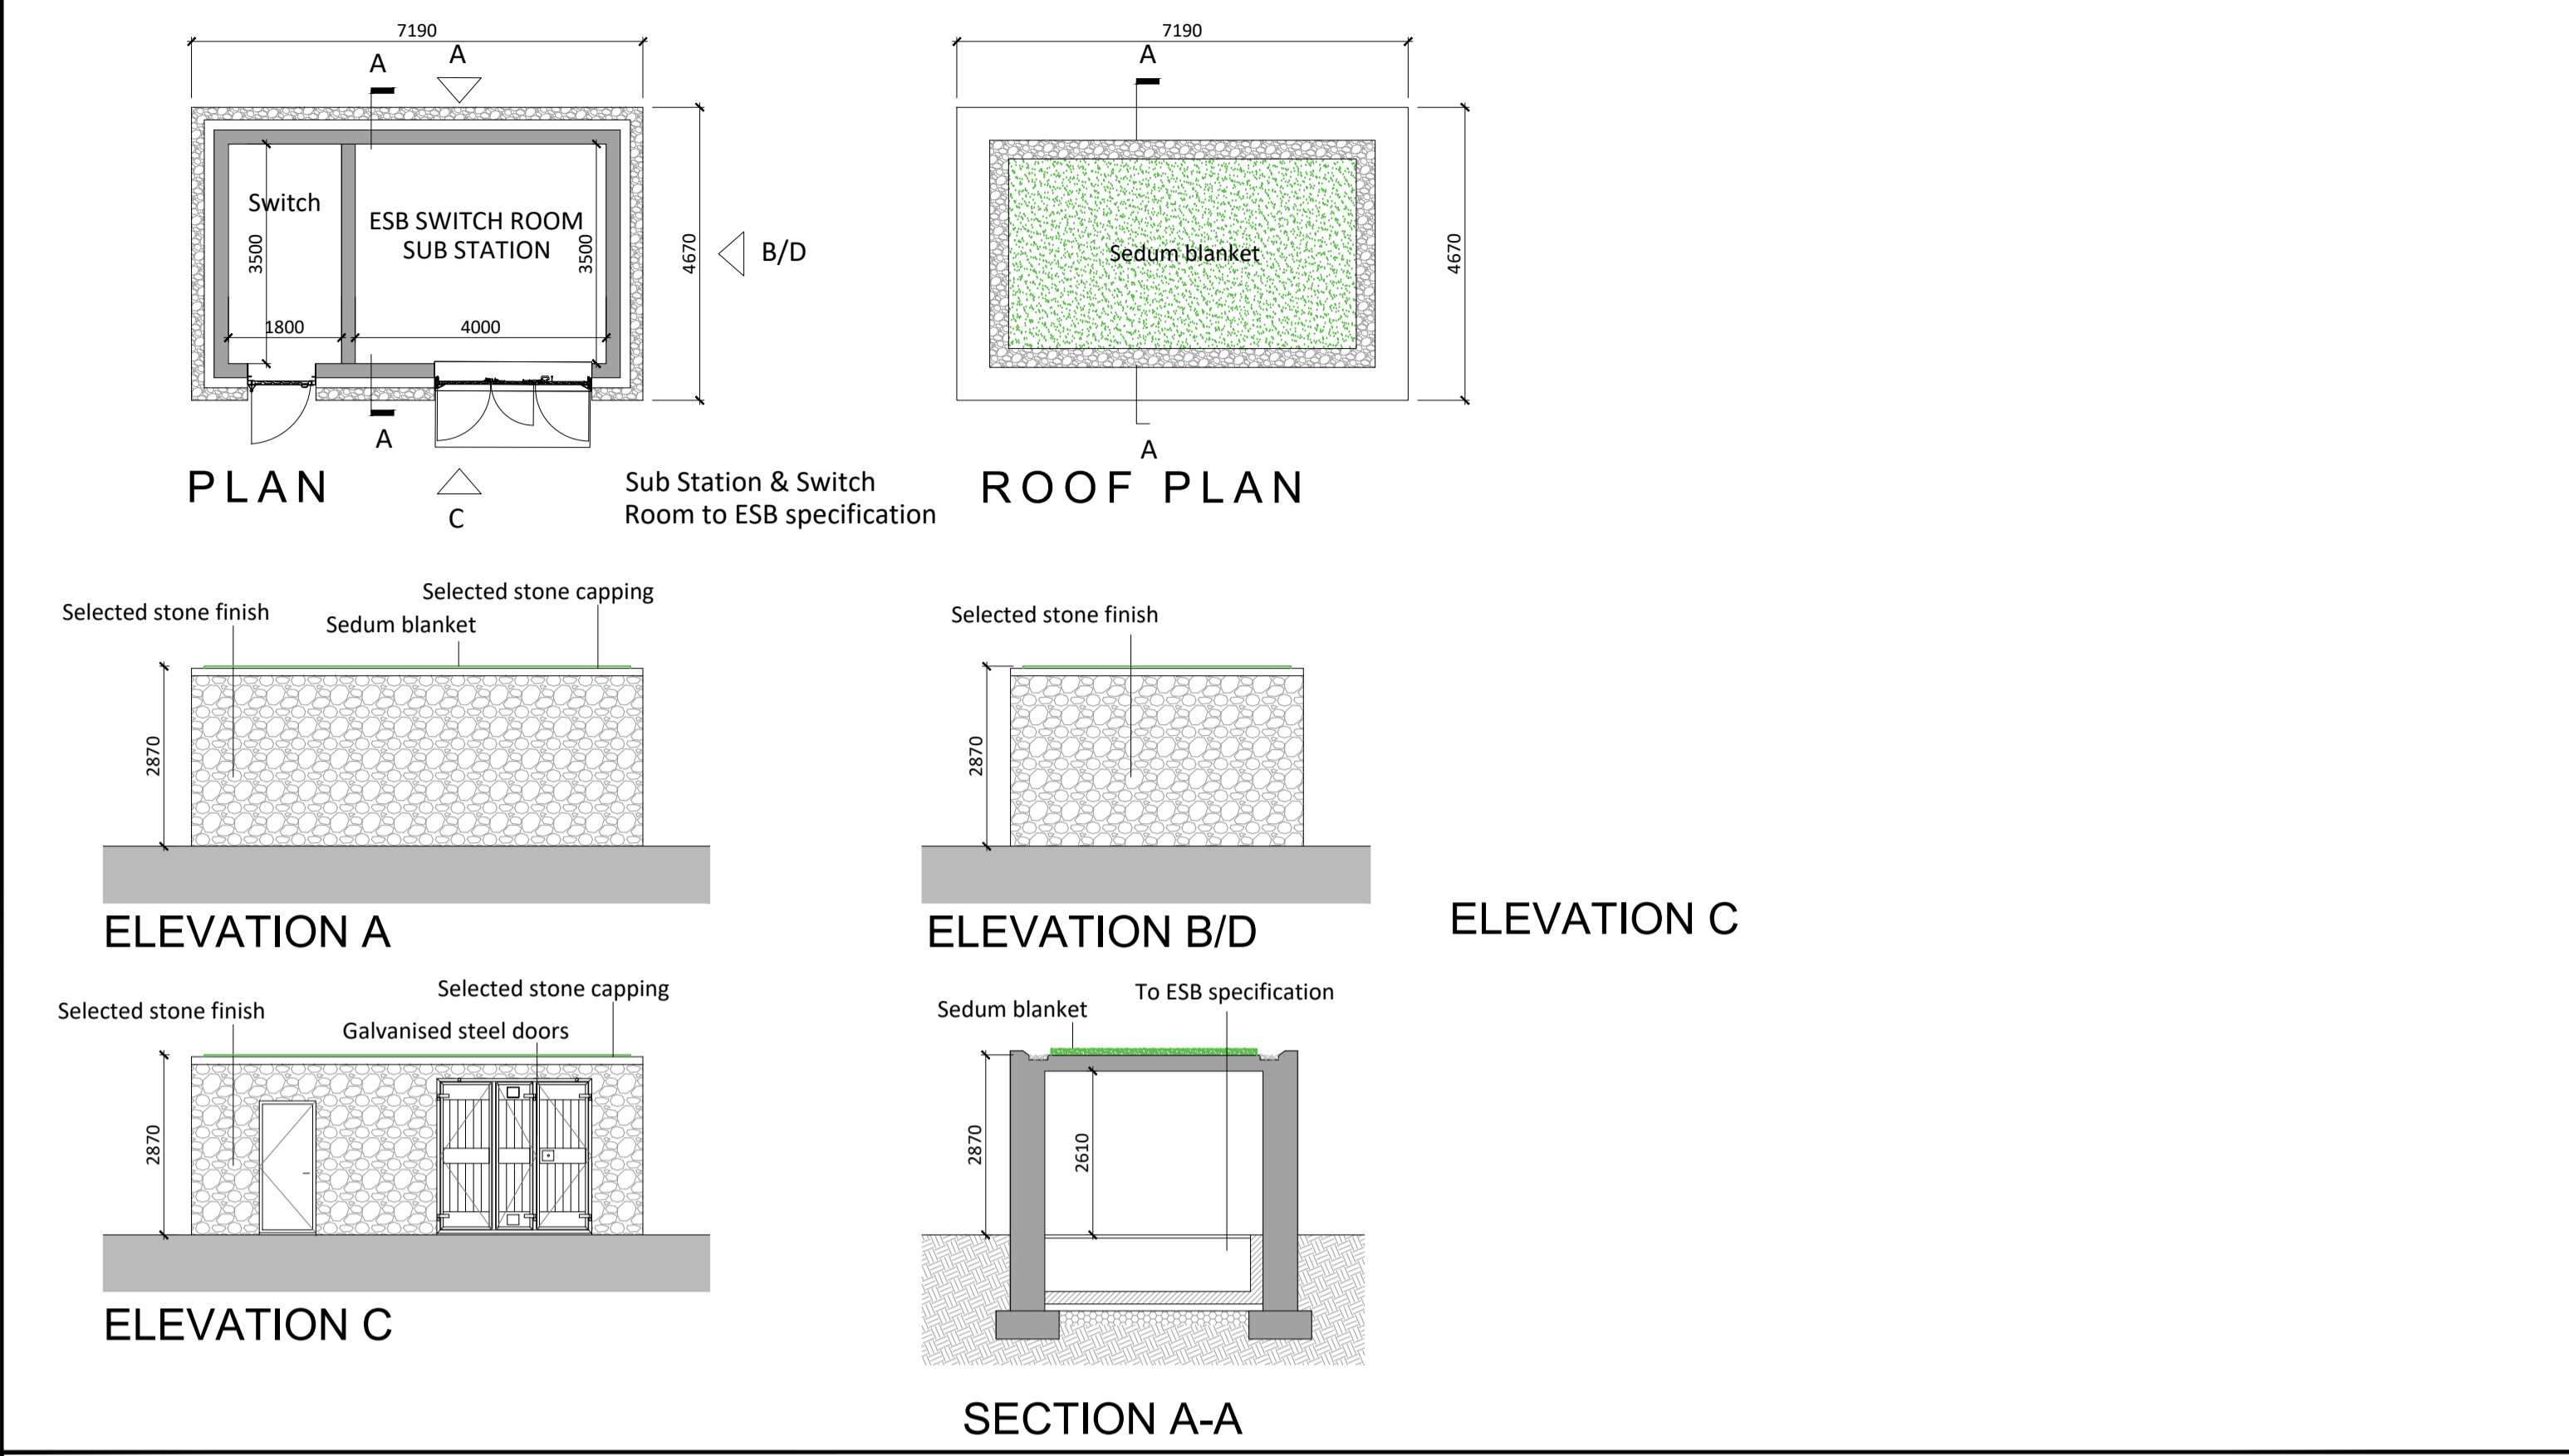 7190
A
A
Switch
ESB SWITCH ROOM
SUB STATION
3500
3500
1800
4000
4670
B/D
A
PLAN
C
Sub Station & Switch
Room to ESB specification
7190
A
Sedum blanket
4670
A
ROOF PLAN
Selected stone finish
Selected stone capping
Sedum blanket
2870
ELEVATION A
Selected stone finish
2870
ELEVATION B/D
ELEVATION C
Selected stone finish
Selected stone capping
Galvanised steel doors
2870
ELEVATION C
Sedum blanket
To ESB specification
2870
2610
SECTION A-A